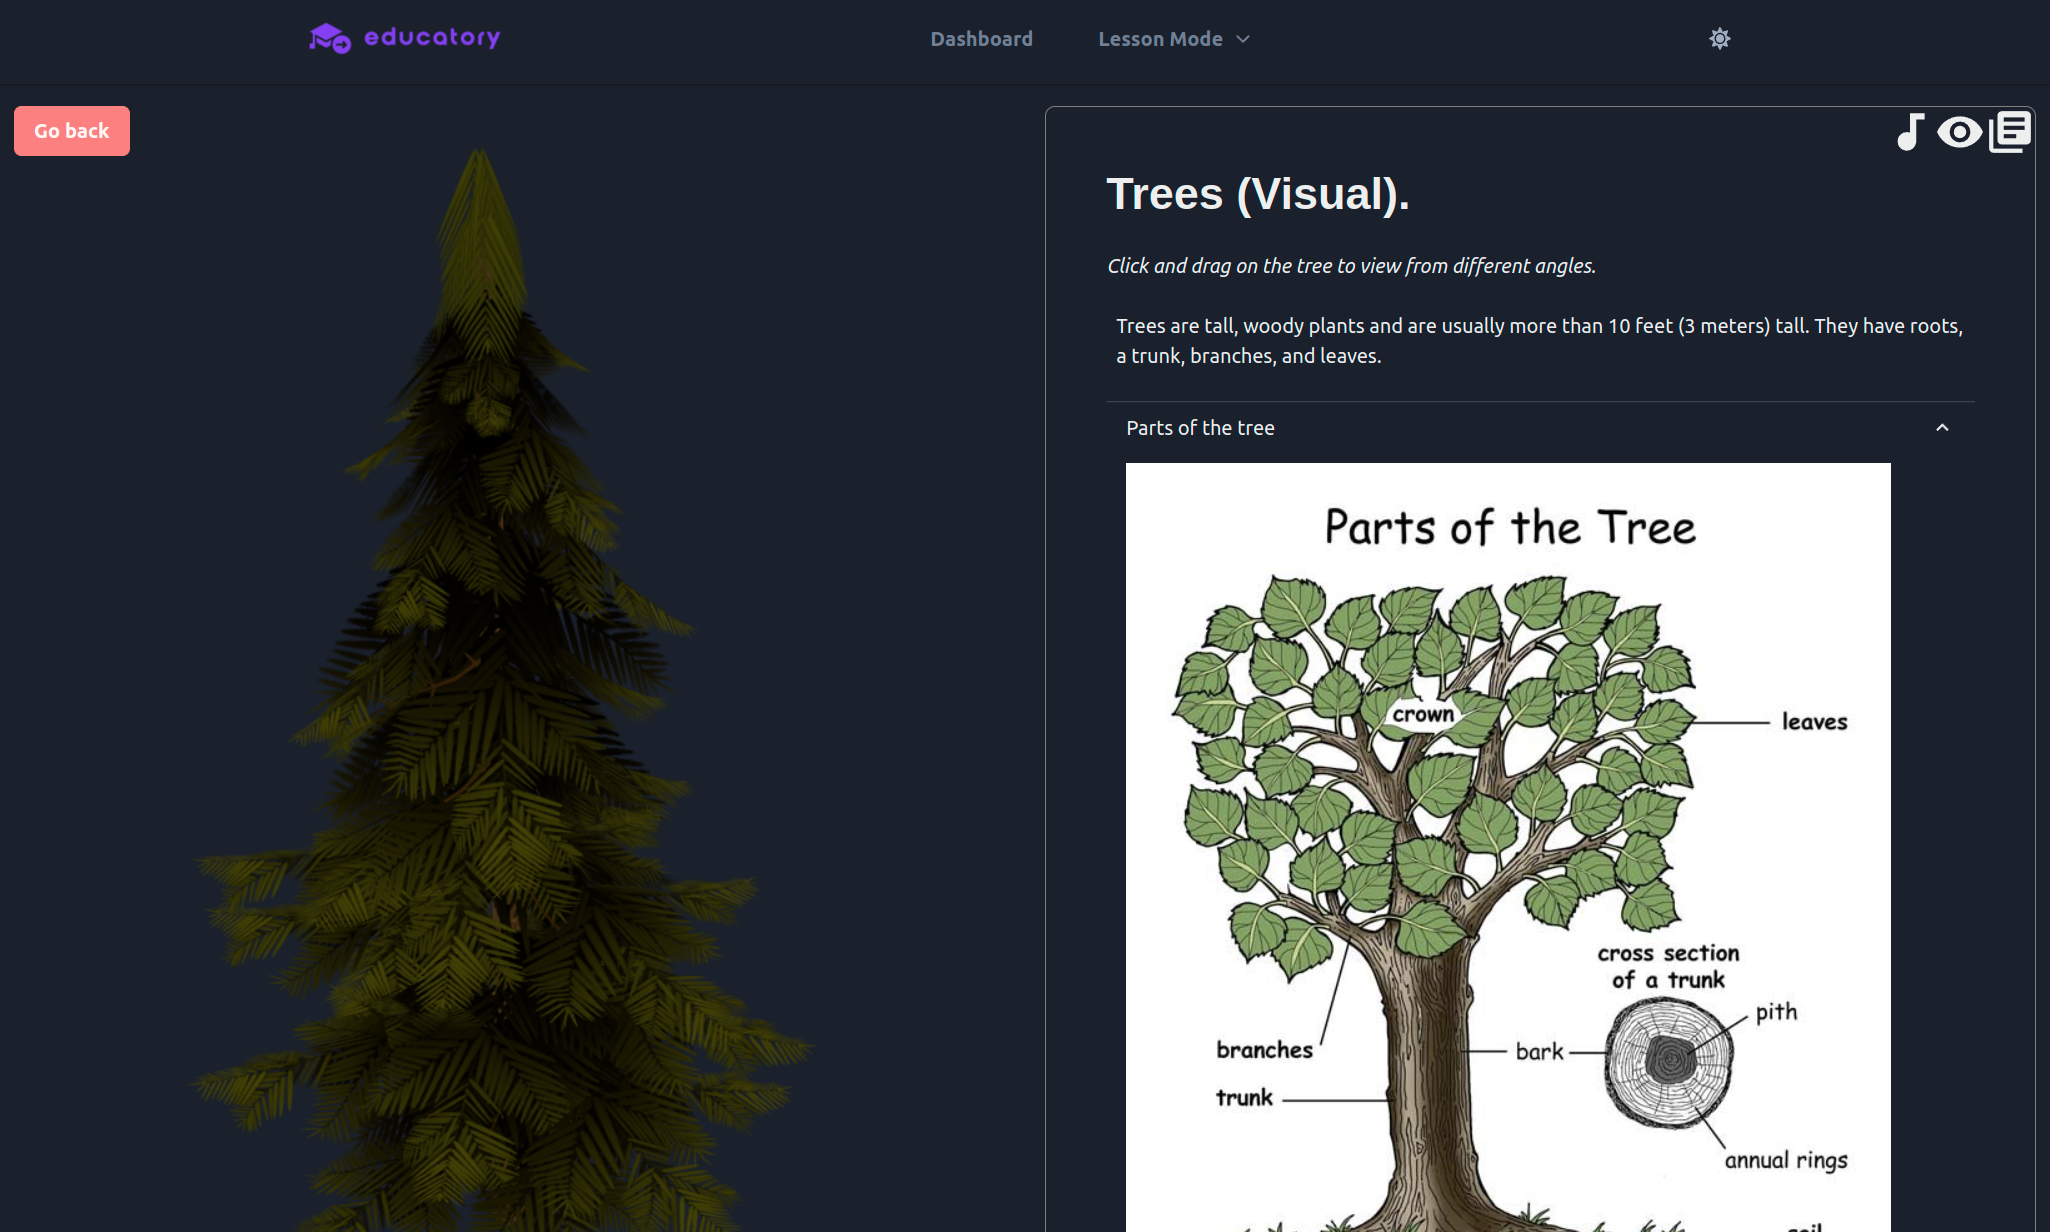 educatory
Dashboard
Lesson Mode
Go back
Trees (Visual).
Click and drag on the tree to view from different angles.
Trees are tall, woody plants and are usually more than 10 feet (3 meters) tall. They have roots,
a trunk, branches, and leaves.
Parts of the tree
Parts of the Tree
crown
leaves
cross section
of a trunk
pith
branches
bark
trunk
annual rings
soil